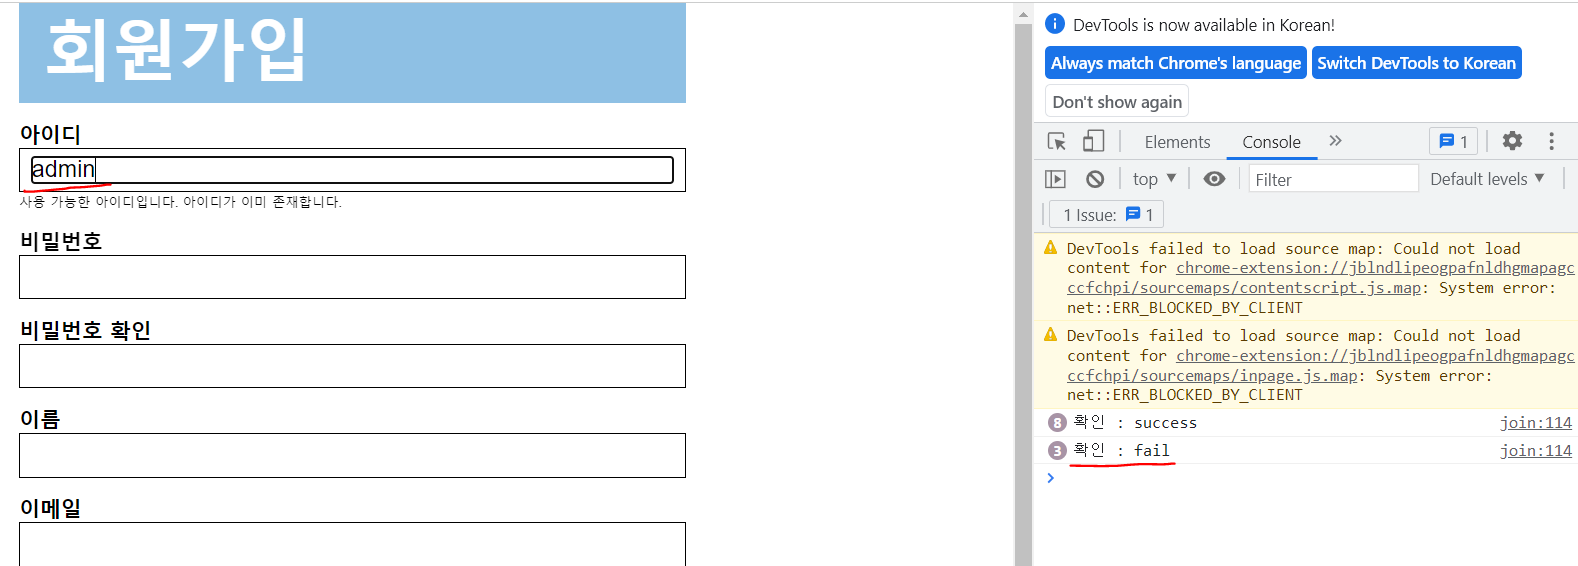 회원가입
아이디
admin
사용 가능한 아이디입니다. 아이디가 이미 존재합니다.
비밀번호
비밀번호 확인
이름
이메일
DevTools is now available in Korean!
Always match Chrome's language
Switch DevTools to Korean
Don't show again
Elements
Console
1
top
Filter
Default levels
1 Issue:
1
DevTools failed to load source map: Could not load
content for chrome-extension://jblndlipeogpafnldhgmapagc
ccfchpi/sourcemaps/contentscript.js.map: System error:
net::ERR_BLOCKED_BY_CLIENT
DevTools failed to load source map: Could not load
content for chrome-extension://jblndlipeogpafnldhgmapagc
ccfchpi/sourcemaps/inpage.js.map: System error:
net::ERR_BLOCKED_BY_CLIENT
8 확인 : success join:114
3 확인 : fail join:114